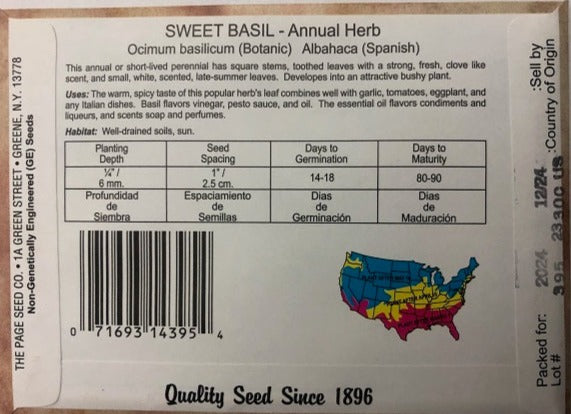 SWEET BASIL - Annual Herb
Ocimum basilicum (Botanic) Albahaca (Spanish)
This annual or short-lived perennial has square stems, toothed leaves with a strong, fresh, clove like
scent, and small, white, scented, late-summer leaves. Developes into an attractive bushy plant.
Uses: The warm, spicy taste of this popular herb's leaf combines well with garlic, tomatoes, eggplant, and
any Italian dishes. Basil flavors vinegar, pesto sauce, and oil. The essential oil flavors condiments and
liqueurs, and scents soap and perfumes.
Habitat: Well-drained soils, sun.
Planting Depth
Seed Spacing
Days to Germination
Days to Maturity
¼"/ 6 mm.
1"/ 2.5 cm.
14-18
80-90
Profundidad de Siembra
Espaciamiento de Semillas
Dias de Germinación
Dias de Maduración
0 71693 14395 4
Quality Seed Since 1896
THE PAGE SEED CO. • 1A GREEN STREET • GREENE, N.Y. 13778
Non-Genetically Engineered (GE) Seeds
Packed for: 2024 12/24 :Sell by
Lot # 395 23300 US :Country of Origin